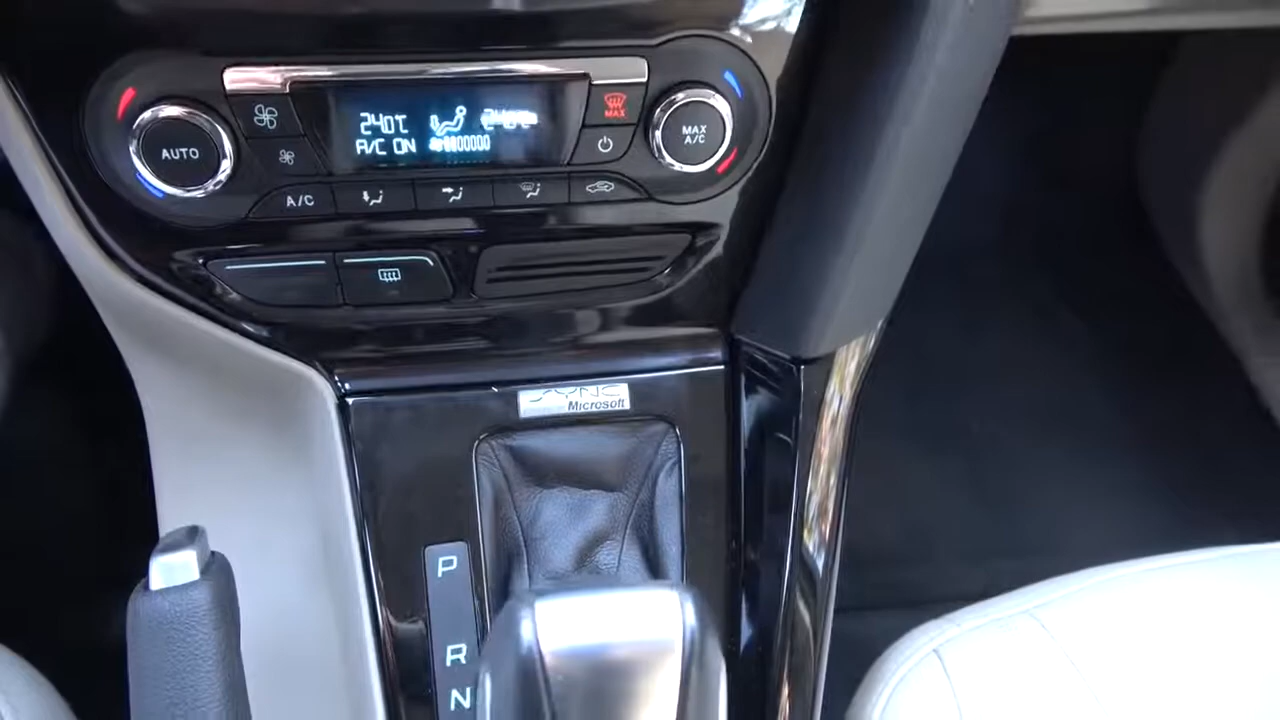 AUTO
24.0°C
A/C ON
MAX
MAX
A/C
A/C
SYNC
Microsoft
P
R
N